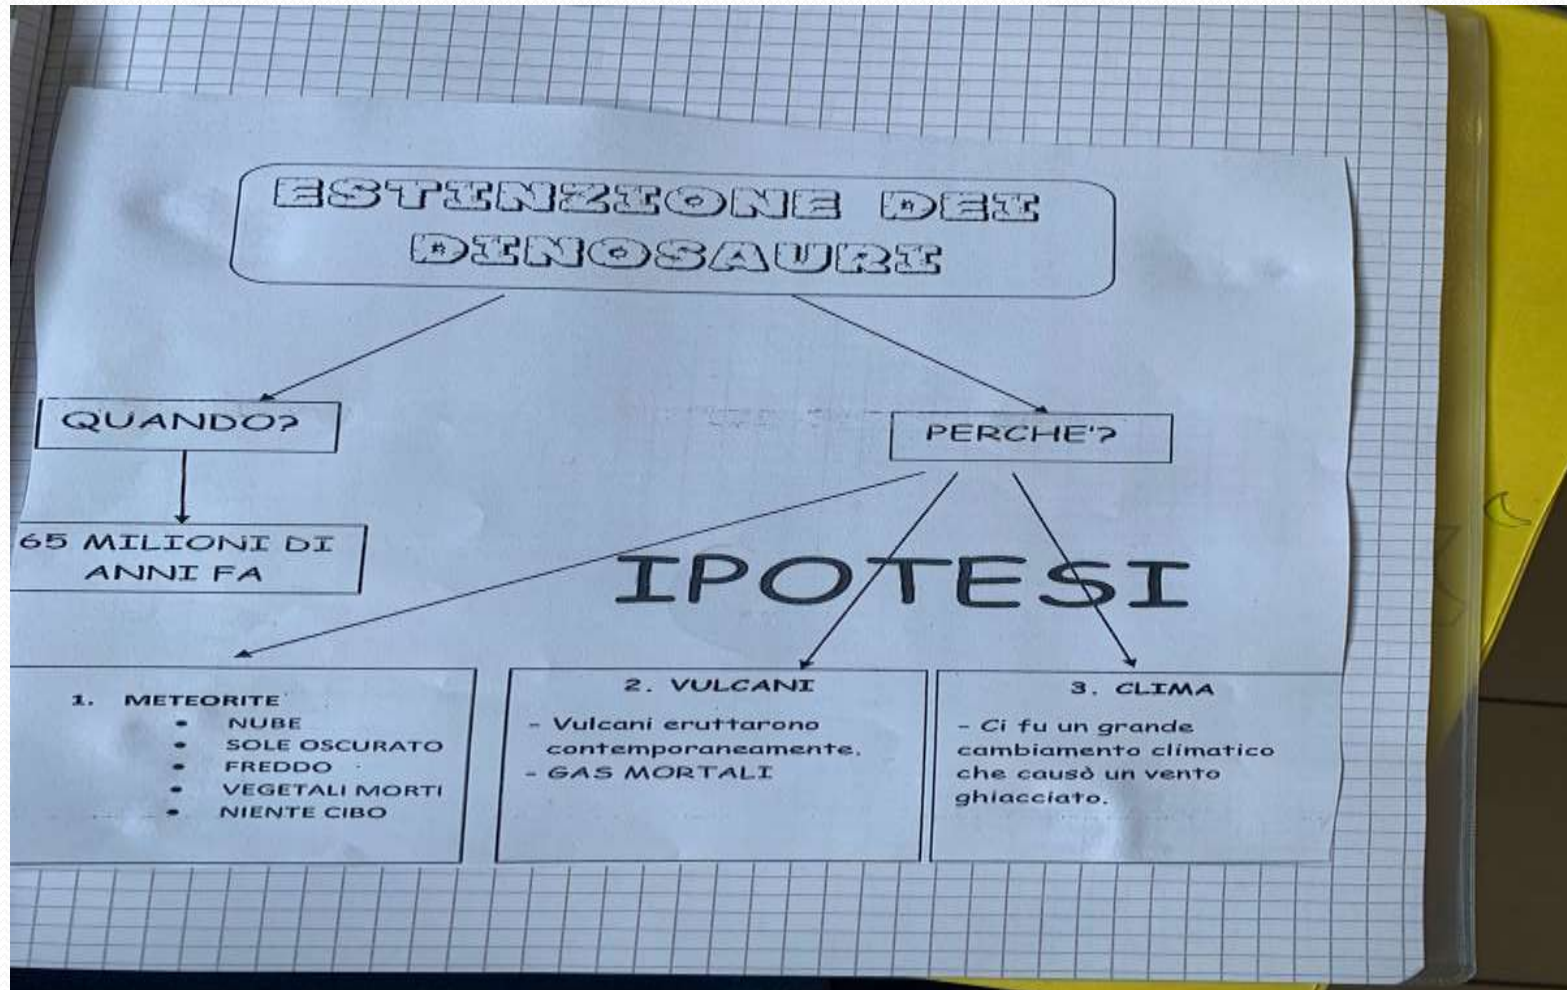 ESTINZIONE DEI
DINOSAURI
QUANDO?
PERCHE'?
65 MILIONI DI
ANNI FA
IPOTESI
1. METEORITE
• NUBE
• SOLE OSCURATO
• FREDDO
• VEGETALI MORTI
• NIENTE CIBO
2. VULCANI
- Vulcani eruttarono
contemporaneamente.
- GAS MORTALI
3. CLIMA
- Ci fu un grande
cambiamento climatico
che causò un vento
ghiacciato.